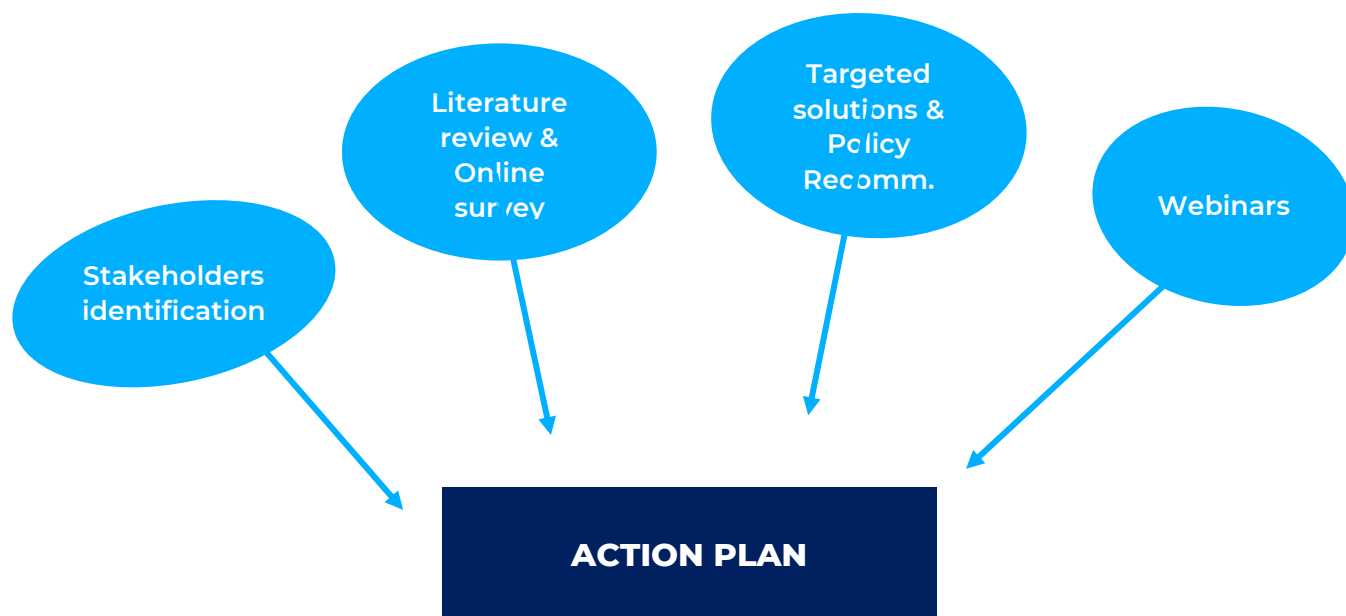 Targeted
solutions &
Policy
Recomm.
Literature
review &
Online
survey
Webinars
Stakeholders
identification
ACTION PLAN